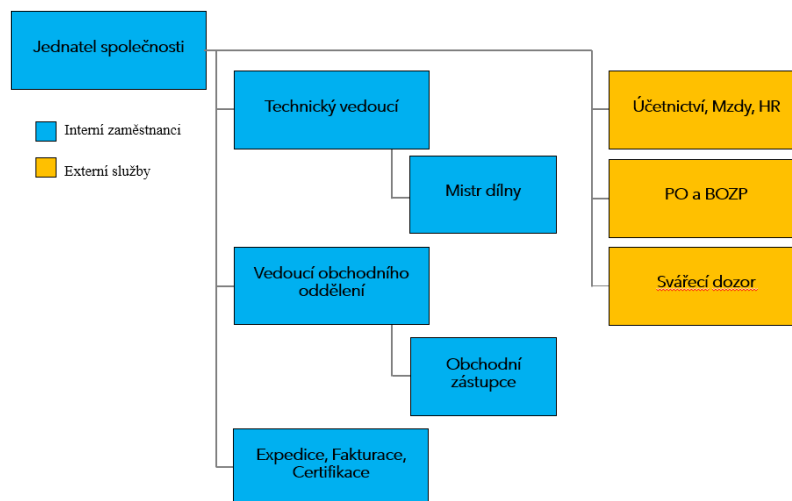 Jednatel společnosti
Technický vedoucí
Účetnictví, Mzdy, HR
Interní zaměstnanci
Externí služby
Mistr dílny
PO a BOZP
Vedoucí obchodního
oddělení
Svářecí dozor
Obchodní
zástupce
Expedice, Fakturace,
Certifikace